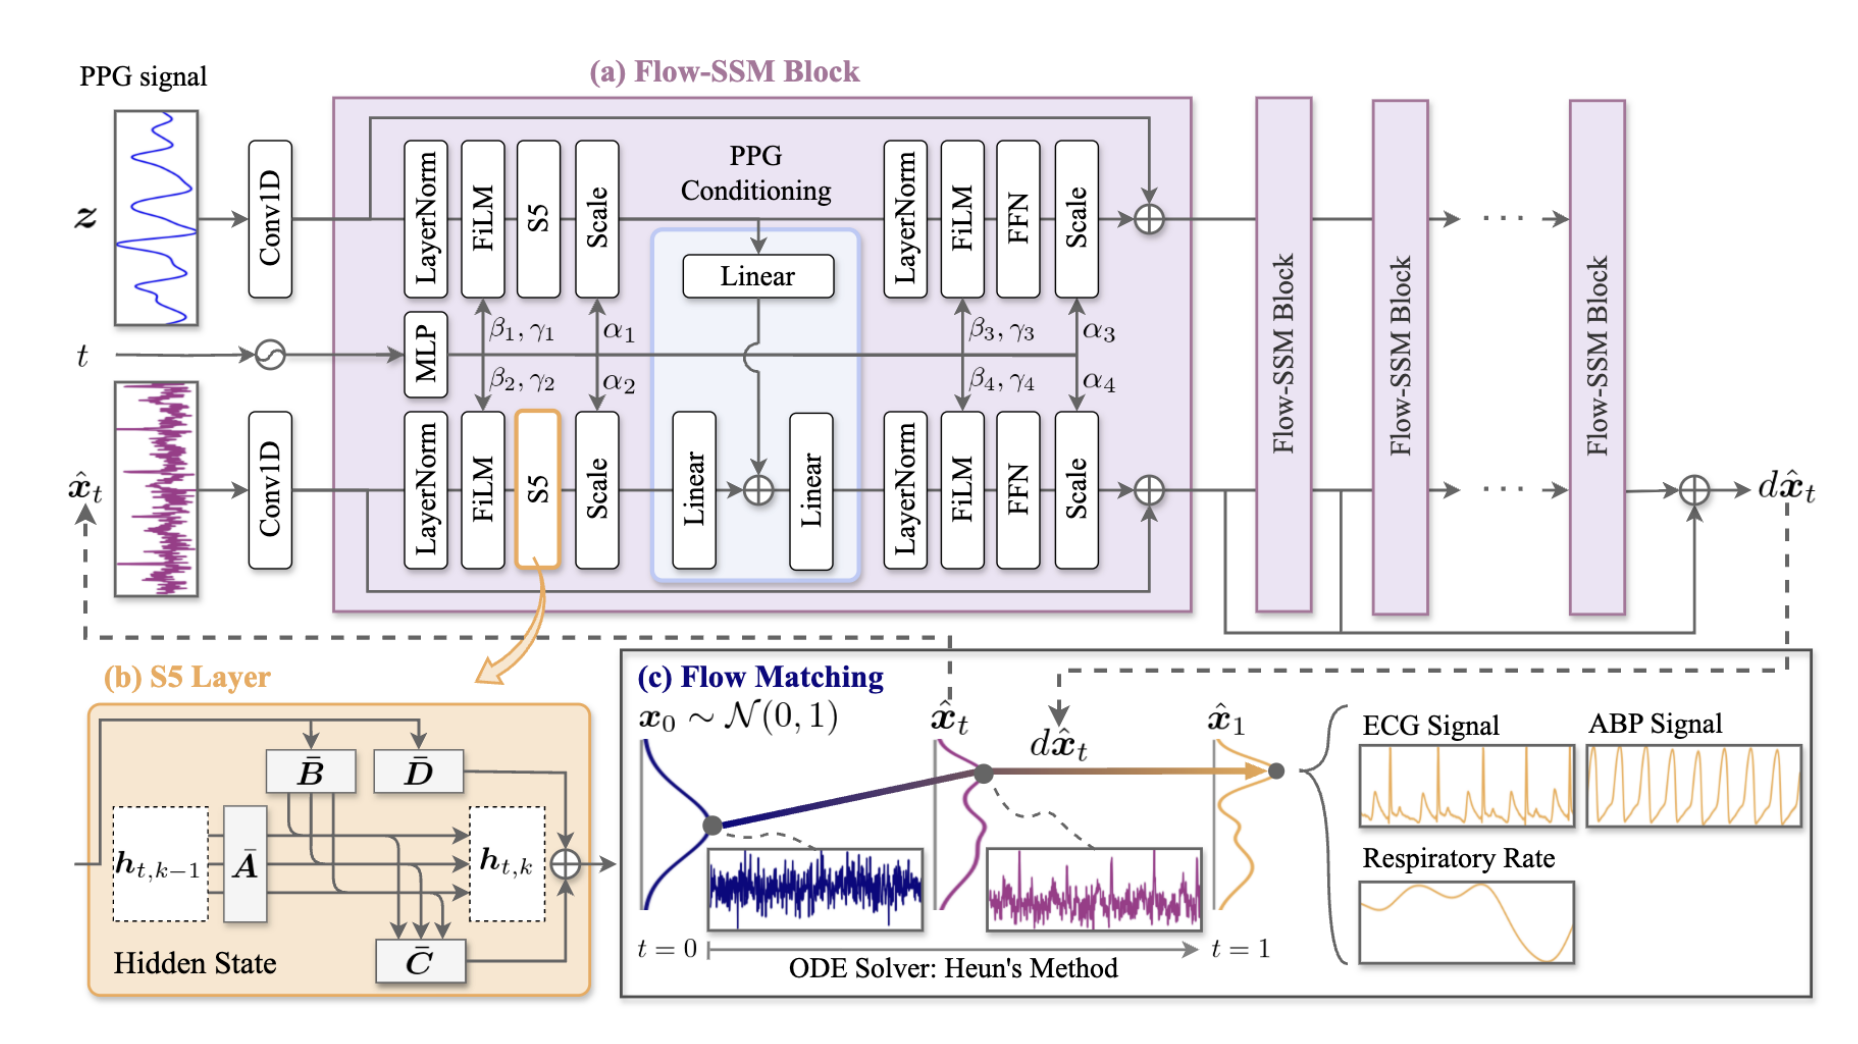 (a) Flow-SSM Block
PPG signal
z
Conv1D
LayerNorm
FiLM
S5
Scale
PPG
Conditioning
Linear
LayerNorm
FiLM
FFN
Scale
Flow-SSM Block
Flow-SSM Block
· · ·
Flow-SSM Block
β₁, γ₁
α₁
β₃, γ₃
α₃
t
MLP
β₂, γ₂
α₂
β₄, γ₄
α₄
x̂ₜ
Conv1D
LayerNorm
FiLM
S5
Scale
Linear
Linear
LayerNorm
FiLM
FFN
Scale
· · ·
dx̂ₜ
(b) S5 Layer
B̄
D̄
hₜ,ₖ₋₁
Ā
hₜ,ₖ
C̄
Hidden State
(c) Flow Matching
x₀ ∼ 𝒩(0, 1)
x̂ₜ
dx̂ₜ
x̂₁
ECG Signal
ABP Signal
Respiratory Rate
t = 0
t = 1
ODE Solver: Heun's Method